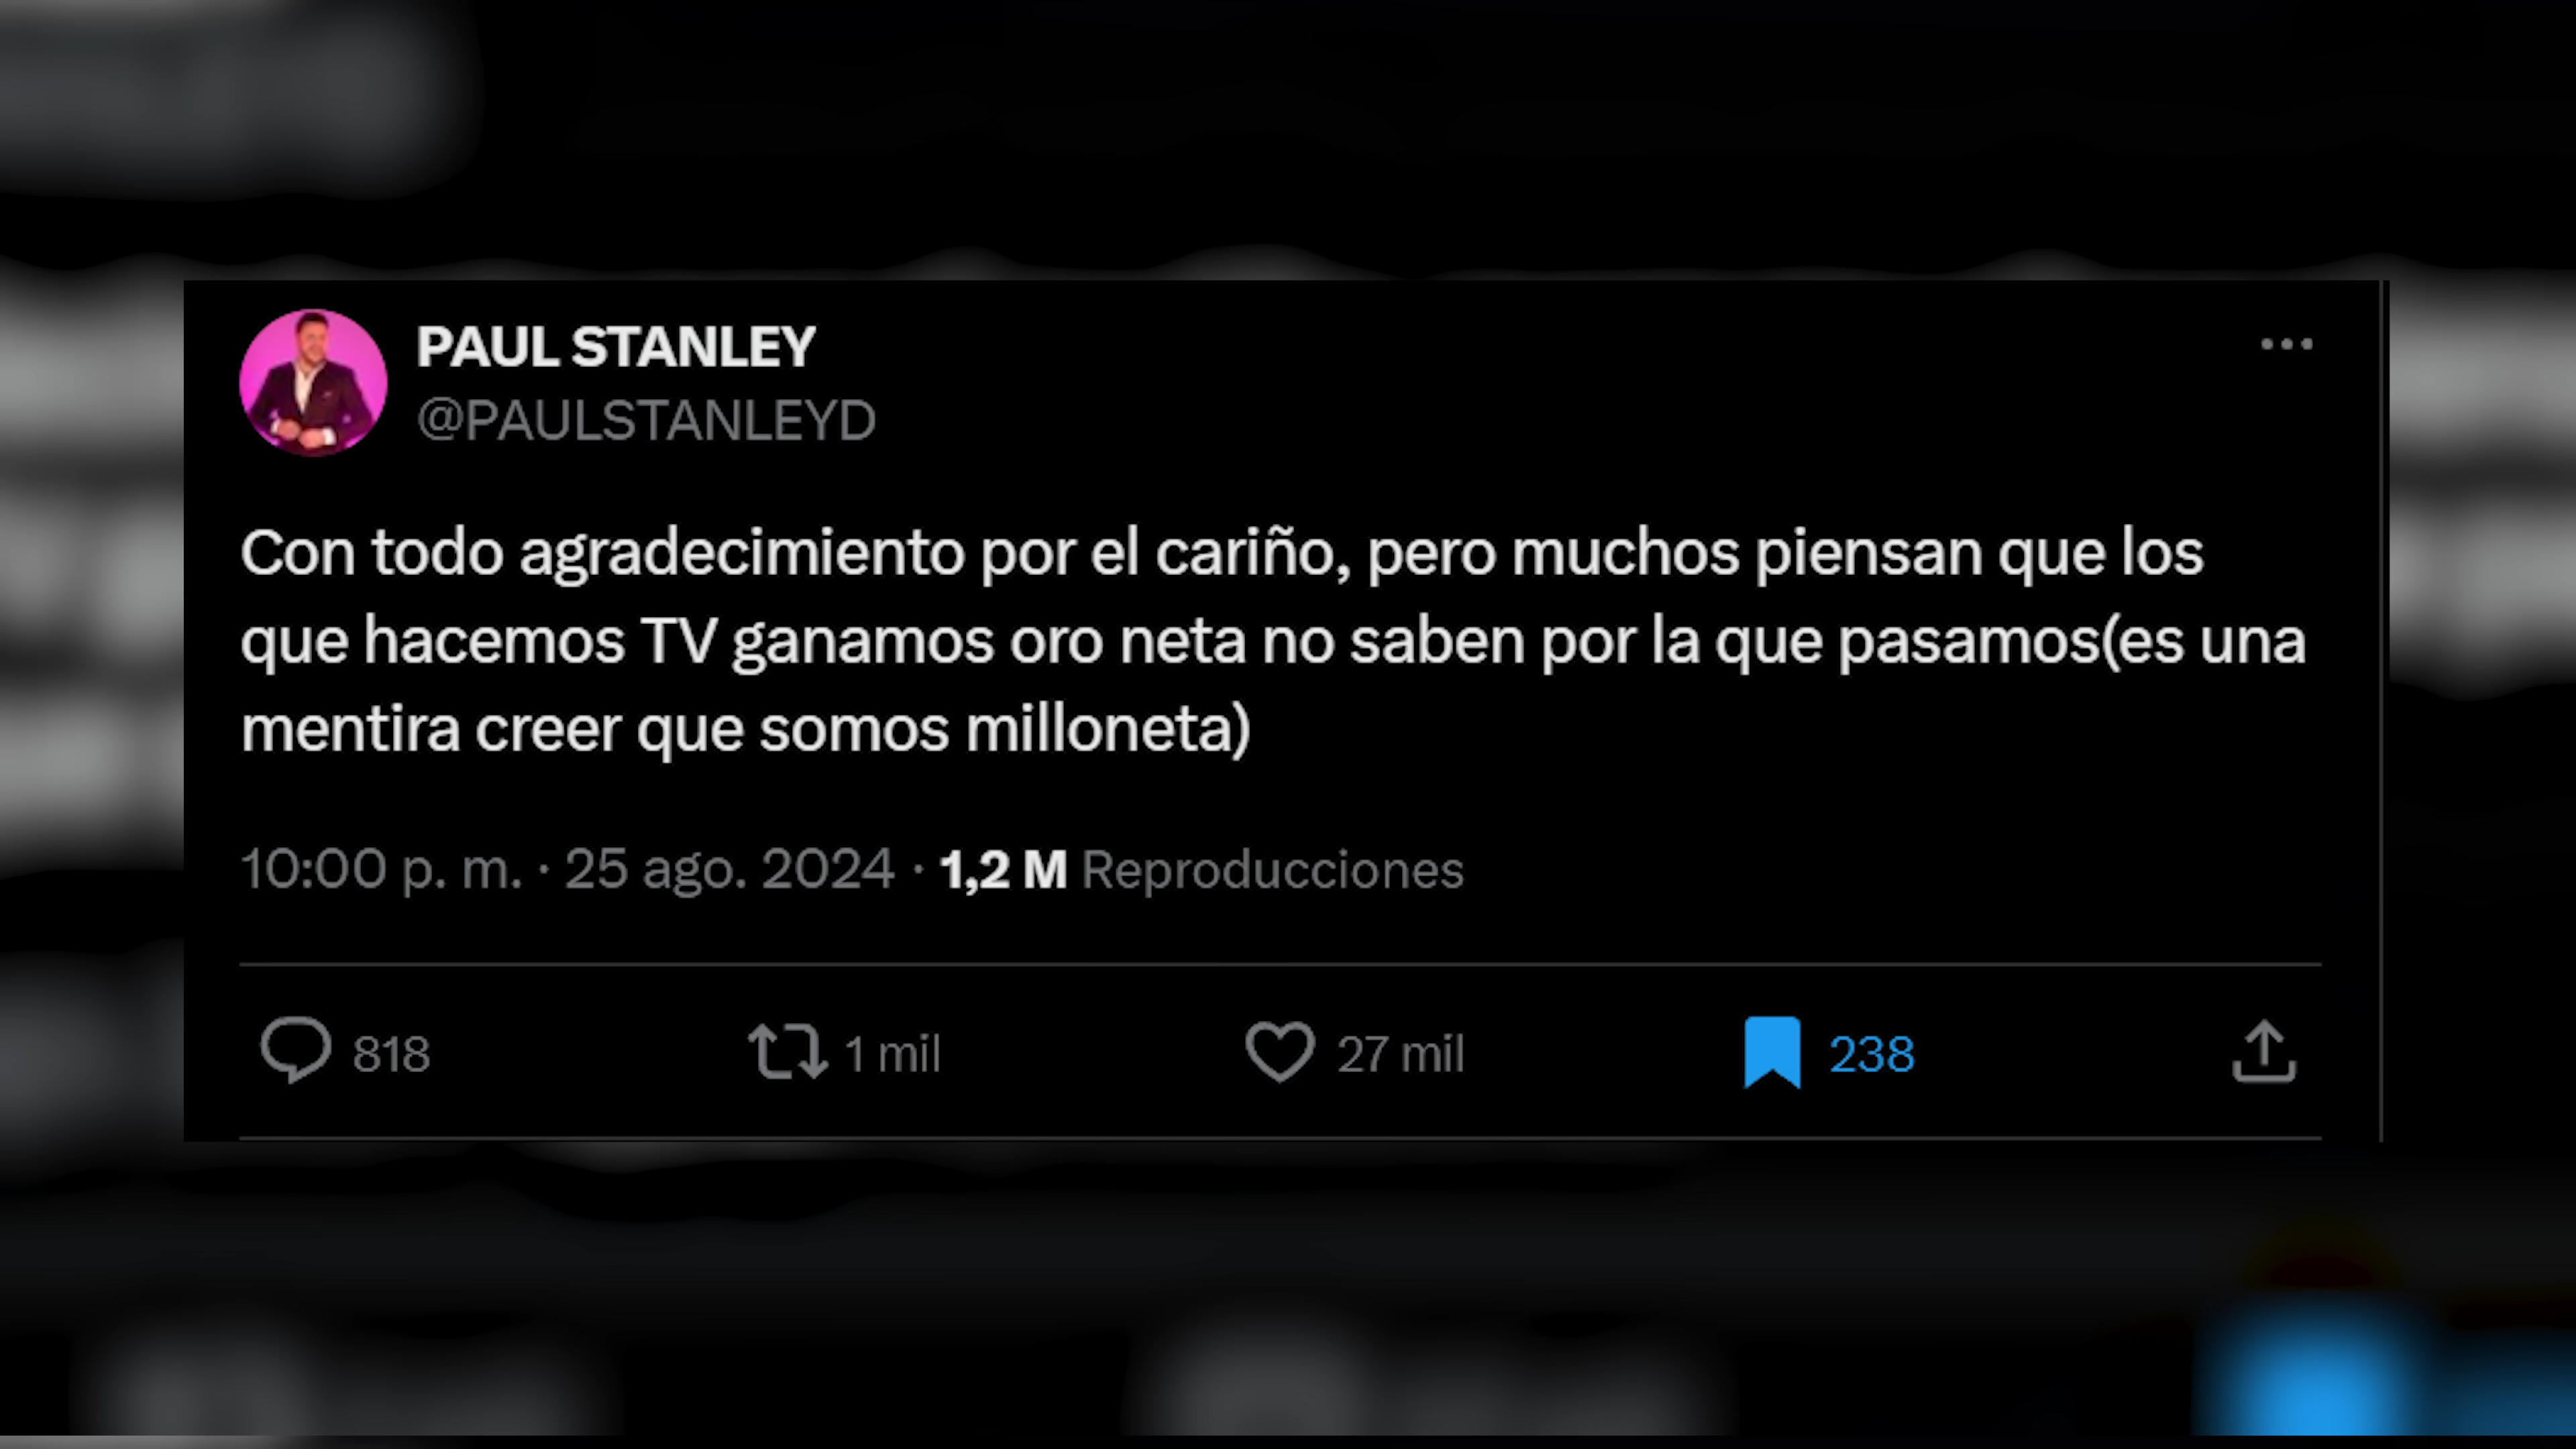 PAUL STANLEY
@PAULSTANLEYD
Con todo agradecimiento por el cariño, pero muchos piensan que los
que hacemos TV ganamos oro neta no saben por la que pasamos(es una
mentira creer que somos milloneta)
10:00 p. m. · 25 ago. 2024 · 1,2 M Reproducciones
818 1 mil 27 mil 238